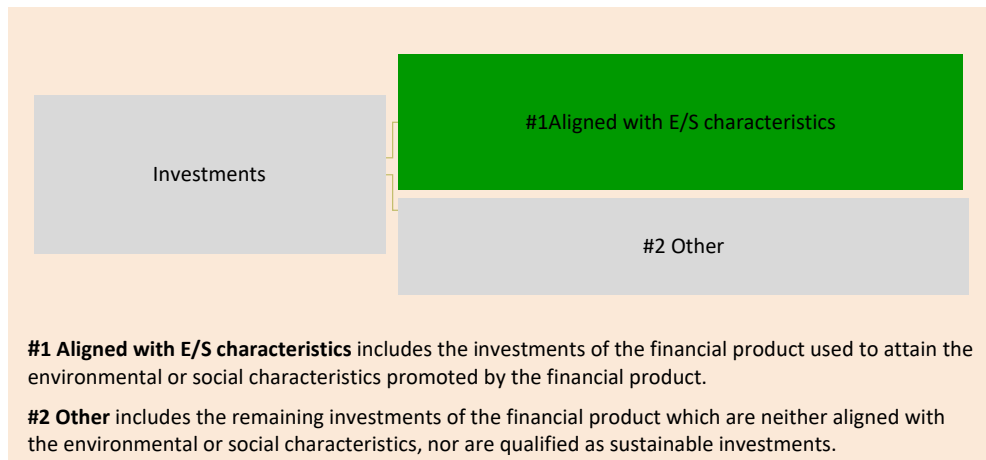 #1Aligned with E/S characteristics
Investments
#2 Other
#1 Aligned with E/S characteristics includes the investments of the financial product used to attain the
environmental or social characteristics promoted by the financial product.
#2 Other includes the remaining investments of the financial product which are neither aligned with
the environmental or social characteristics, nor are qualified as sustainable investments.